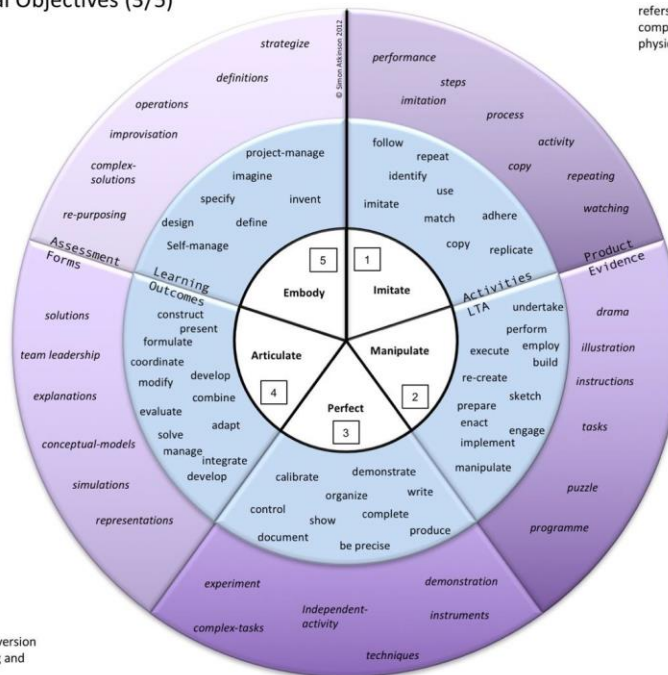 al Objectives (3/5)
refers
comp
physic
© Simon Atkinson 2012
strategize
definitions
operations
improvisation
complex-
solutions
re-purposing
performance
steps
imitation
process
activity
copy
repeating
watching
project-manage
imagine
specify
invent
design
define
Self-manage
follow
repeat
identify
use
imitate
match
adhere
copy
replicate
Assessment
Forms
Learning
Outcomes
Activities
LTA
Product
Evidence
5
Embody
1
Imitate
Articulate
4
Manipulate
2
Perfect
3
solutions
team leadership
explanations
conceptual-models
simulations
representations
construct
present
formulate
coordinate
modify
develop
combine
evaluate
adapt
solve
manage
integrate
develop
undertake
perform
employ
execute
build
re-create
sketch
prepare
enact
engage
implement
manipulate
drama
illustration
instructions
tasks
puzzle
programme
calibrate
demonstrate
organize
write
control
show
complete
document
produce
be precise
experiment
demonstration
Independent-
activity
instruments
complex-tasks
techniques
version
g and